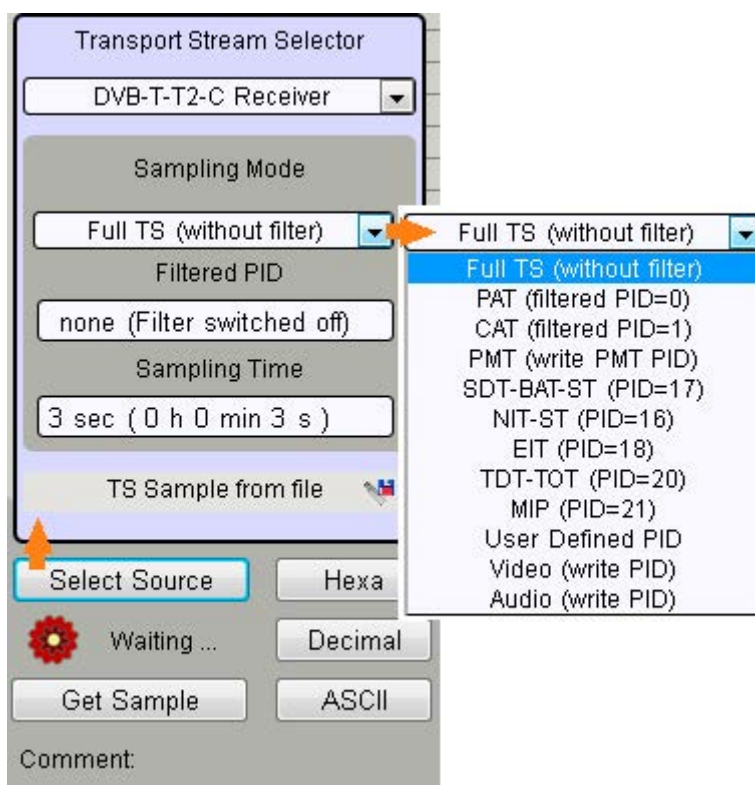 Transport Stream Selector
DVB-T-T2-C Receiver
Sampling Mode
Full TS (without filter)
Filtered PID
none (Filter switched off)
Sampling Time
3 sec ( 0 h 0 min 3 s )
TS Sample from file
Select Source
Hexa
Waiting ...
Decimal
Get Sample
ASCII
Comment:
Full TS (without filter)
Full TS (without filter)
PAT (filtered PID=0)
CAT (filtered PID=1)
PMT (write PMT PID)
SDT-BAT-ST (PID=17)
NIT-ST (PID=16)
EIT (PID=18)
TDT-TOT (PID=20)
MIP (PID=21)
User Defined PID
Video (write PID)
Audio (write PID)